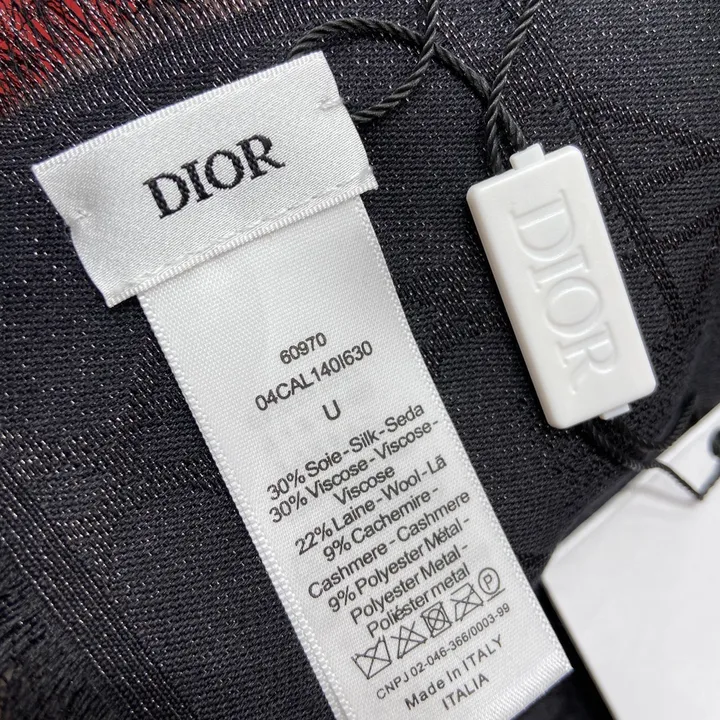 DIOR
60970
04CAL140I630
U
30% Soie-Silk-Seda
30% Viscose-Viscose-
Viscose
22% Laine-Wool-Lã
9% Cachemire-
Cashmere-Cashmere
9% Polyester Métal-
Polyester Metal-
Poliéster metal
P
CNPJ 02-046-366/0003-99
Made in ITALY
ITALIA
DIOR